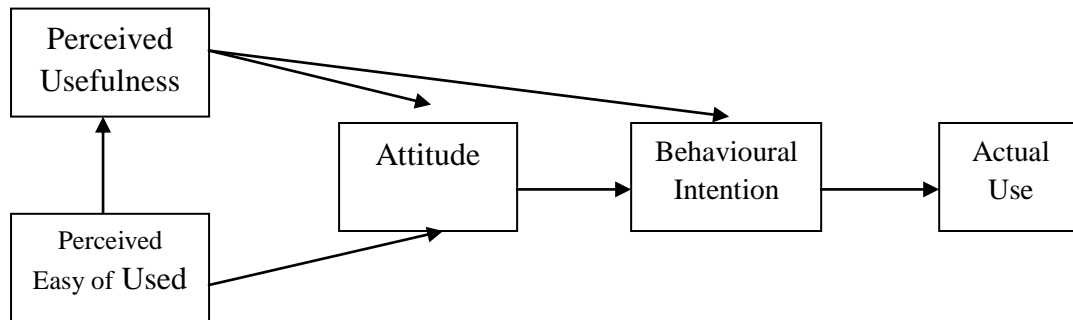 Perceived
Usefulness
Attitude
Behavioural
Intention
Actual
Use
Perceived
Easy of Used